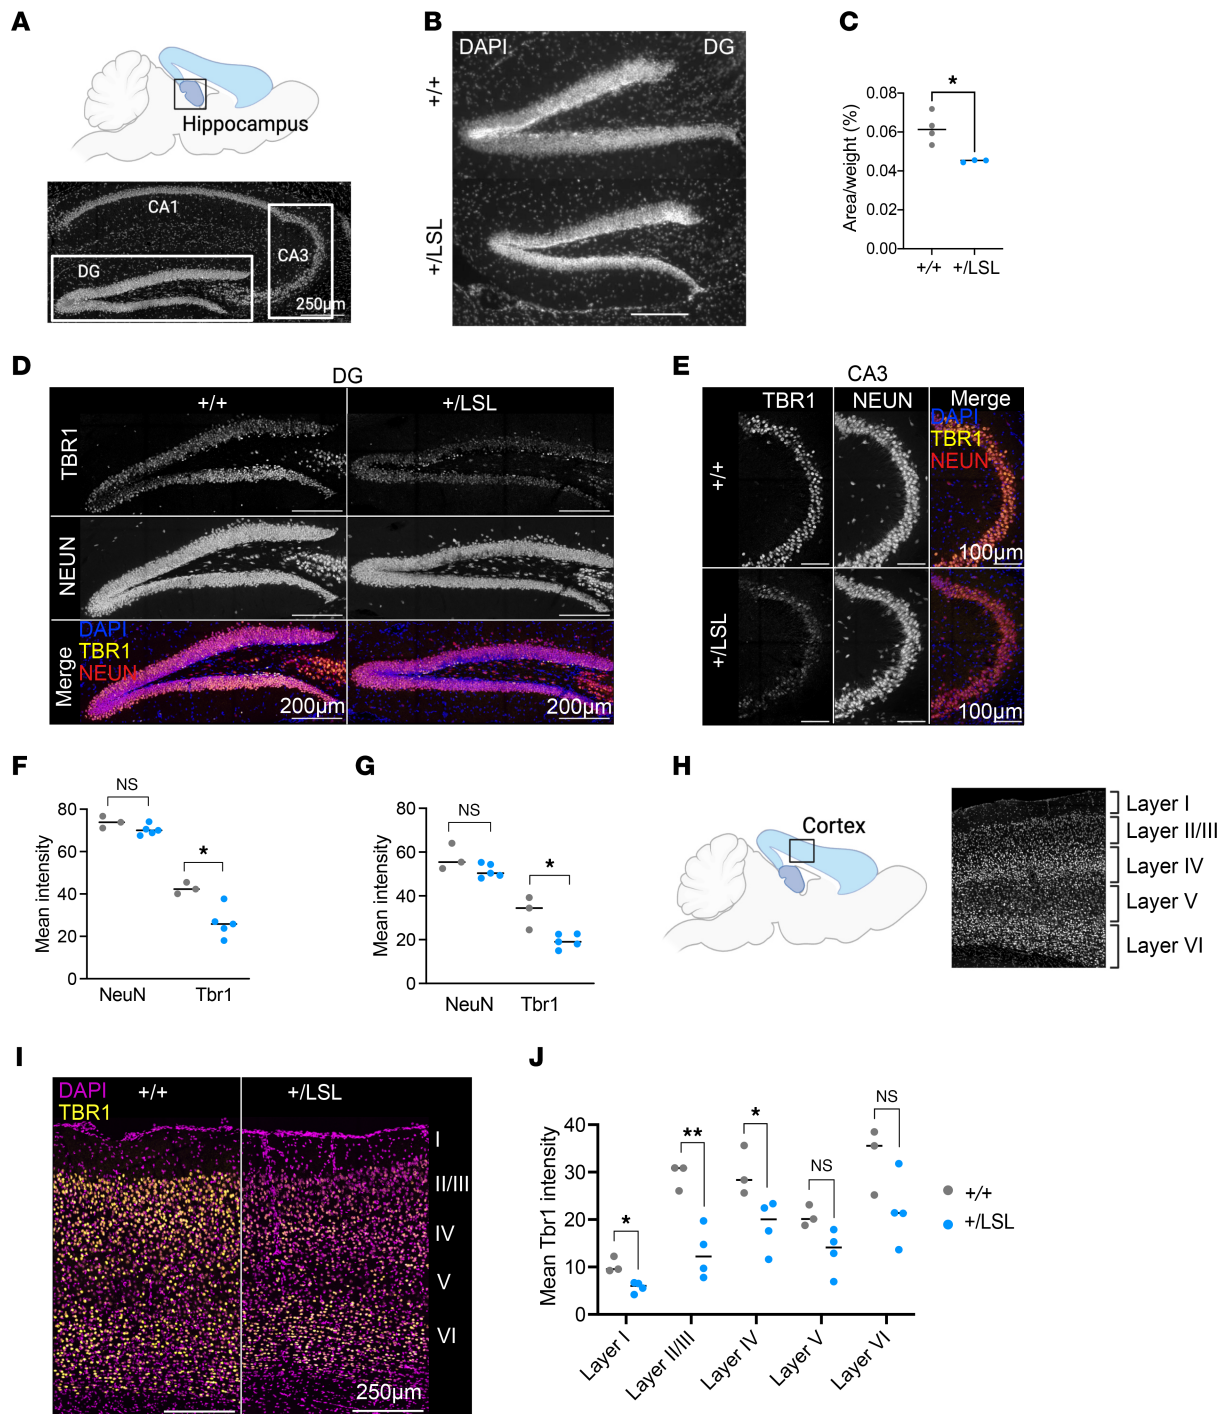 A
Hippocampus
CA1
CA3
DG
250µm
B
DAPI
DG
+/+
+/LSL
C
*
0.08
0.06
0.04
0.02
0.00
Area/weight (%)
+/+
+/LSL
D
DG
+/+
+/LSL
TBR1
NEUN
Merge
DAPI
TBR1
NEUN
200µm
200µm
E
CA3
TBR1
NEUN
Merge
DAPI
TBR1
NEUN
+/+
100µm
+/LSL
100µm
F
NS
*
80
60
40
20
0
Mean intensity
NeuN
Tbr1
G
NS
*
80
60
40
20
0
Mean intensity
NeuN
Tbr1
H
Cortex
Layer I
Layer II/III
Layer IV
Layer V
Layer VI
I
DAPI
TBR1
+/+
+/LSL
I
II/III
IV
V
VI
250µm
J
*
**
*
NS
NS
40
30
20
10
0
Mean Tbr1 intensity
Layer I
Layer II/III
Layer IV
Layer V
Layer VI
+/+
+/LSL